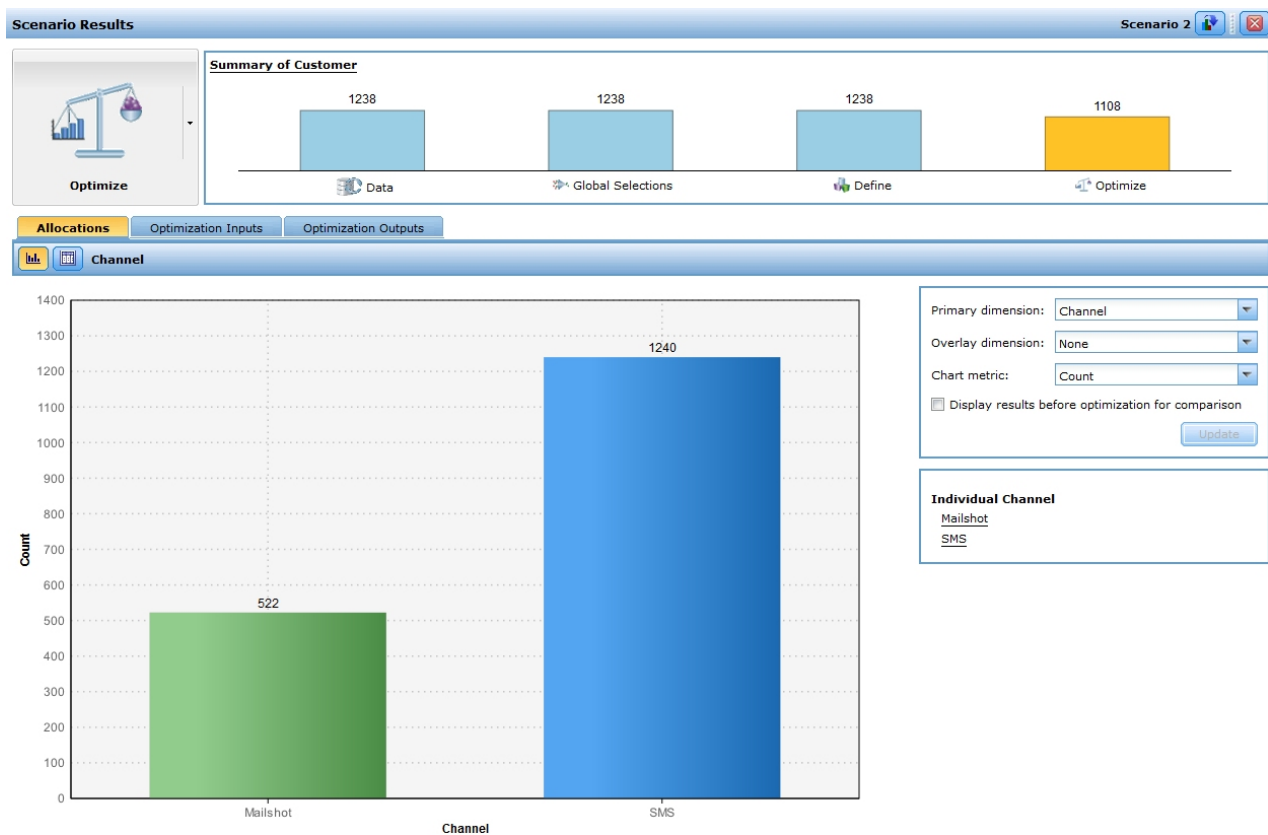 Scenario Results
Scenario 2
Optimize
Summary of Customer
1238
1238
1238
1108
Data
Global Selections
Define
Optimize
Allocations
Optimization Inputs
Optimization Outputs
Channel
1400
1300
1200
1100
1000
900
800
700
600
500
400
300
200
100
0
Count
522
1240
Mailshot
SMS
Channel
Primary dimension: Channel
Overlay dimension: None
Chart metric: Count
Display results before optimization for comparison
Update
Individual Channel
Mailshot
SMS